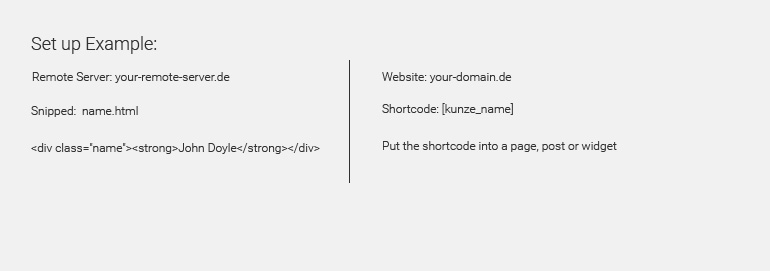 Set up Example:
Remote Server: your-remote-server.de
Snipped: name.html
<div class="name"><strong>John Doyle</strong></div>
Website: your-domain.de
Shortcode: [kunze_name]
Put the shortcode into a page, post or widget